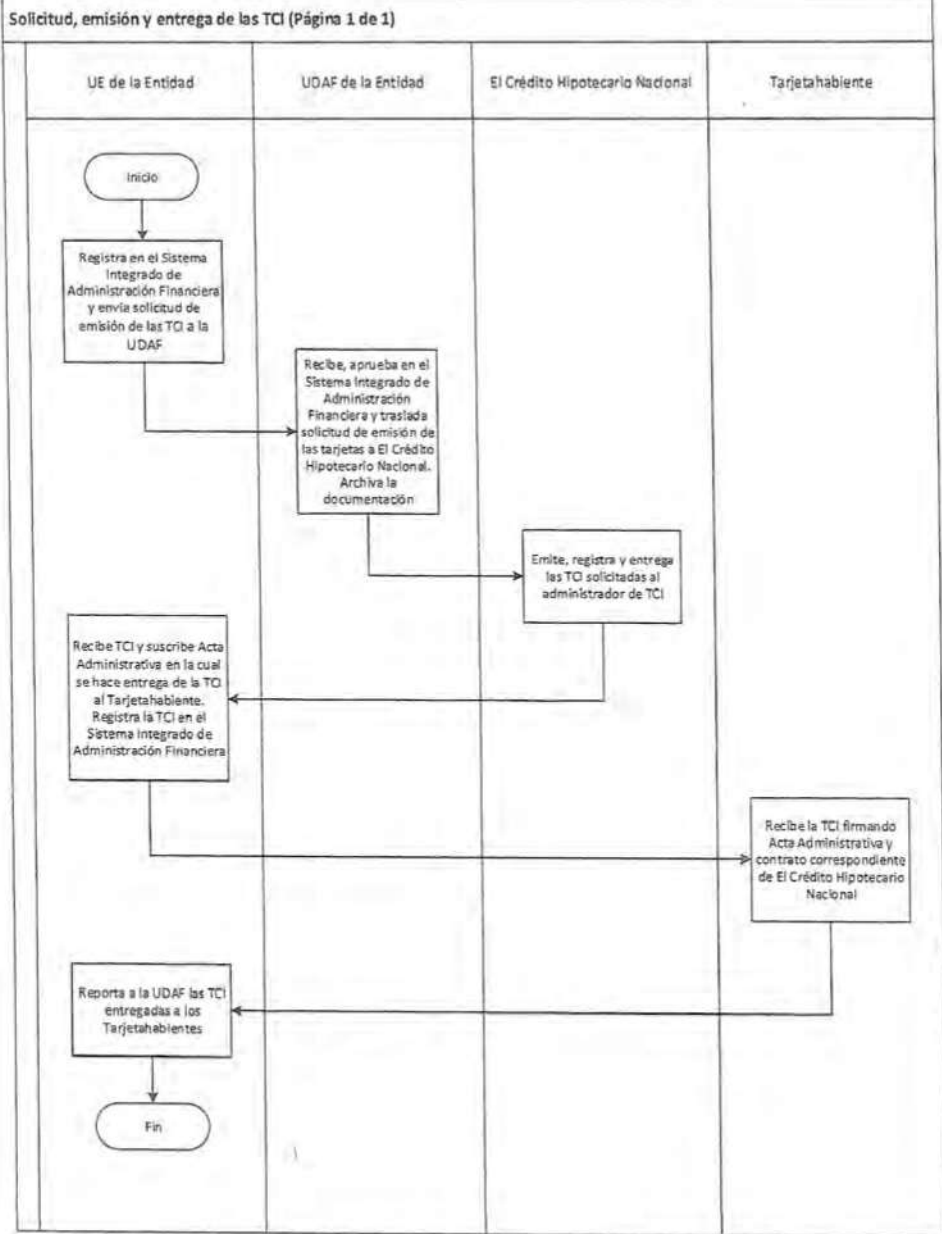 Solicitud, emisión y entrega de las TCI (Página 1 de 1)
UE de la Entidad
UDAF de la Entidad
El Crédito Hipotecario Nacional
Tarjetahabiente
Inicio
Registra en el Sistema
Integrado de
Administración Financiera
y envía solicitud de
emisión de las TCI a la
UDAF
Recibe, aprueba en el
Sistema Integrado de
Administración
Financiera y traslada
solicitud de emisión de
las tarjetas a El Crédito
Hipotecario Nacional.
Archiva la
documentación
Emite, registra y entrega
las TCI solicitadas al
administrador de TCI
Recibe TCI y suscribe Acta
Administrativa en la cual
se hace entrega de la TCI
al Tarjetahabiente.
Registra la TCI en el
Sistema Integrado de
Administración Financiera
Recibe la TCI firmando
Acta Administrativa y
contrato correspondiente
de El Crédito Hipotecario
Nacional
Reporta a la UDAF las TCI
entregadas a los
Tarjetahabientes
Fin